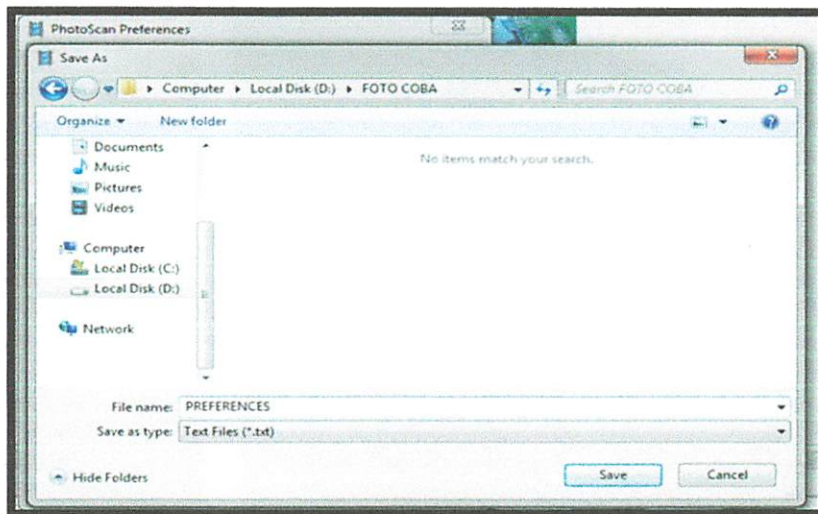 PhotoScan Preferences
Save As
Computer Local Disk (D:) FOTO COBA
Search FOTO COBA
Organize New folder
No items match your search.
Documents
Music
Pictures
Videos
Computer
Local Disk (C:)
Local Disk (D:)
Network
File name: PREFERENCES
Save as type: Text Files (*.txt)
Hide Folders Save Cancel